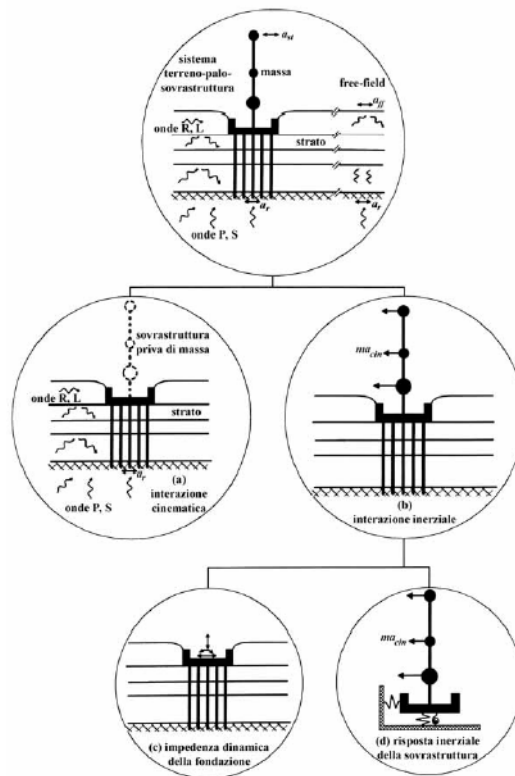 a_st
sistema
terreno-palo-
sovrastruttura
massa
free-field
a_ff
onde R, L
strato
a_r
a_r
onde P, S
sovrastruttura
priva di massa
onde R, L
strato
a_r
(a)
interazione
cinematica
onde P, S
ma_cin
(b)
interazione inerziale
(c) impedenza dinamica
della fondazione
ma_cin
(d) risposta inerziale
della sovrastruttura